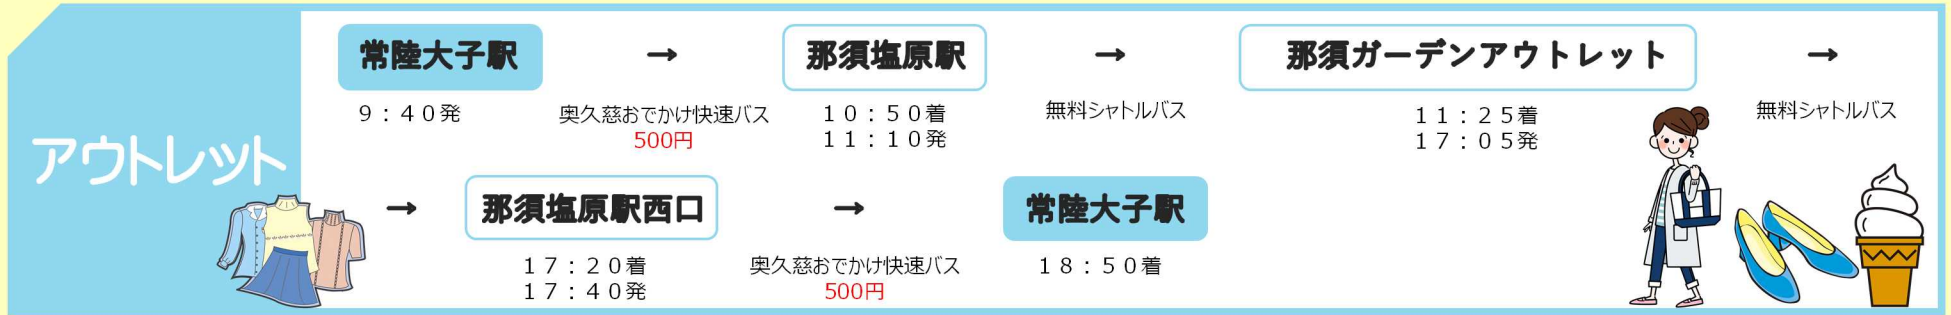 アウトレット
常陸大子駅 → 那須塩原駅 → 那須ガーデンアウトレット →
9：40発 奥久慈おでかけ快速バス 10：50着 無料シャトルバス 11：25着 無料シャトルバス
500円 11：10発 17：05発
→ 那須塩原駅西口 → 常陸大子駅
17：20着 奥久慈おでかけ快速バス 18：50着
17：40発 500円